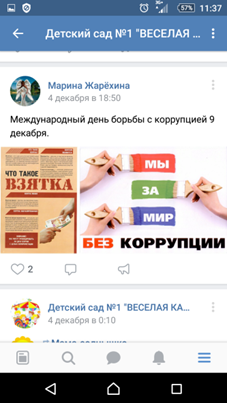 57% 11:37
Детский сад №1 "ВЕСЕЛАЯ ...
Марина Жарёхина
4 декабря в 18:50
Международный день борьбы с коррупцией 9
декабря.
ЧТО ТАКОЕ
ВЗЯТКА
МЫ
ЗА
МИР
БЕЗ КОРРУПЦИИ
2
Детский сад №1 "ВЕСЕЛАЯ КА...
4 декабря в 0:10